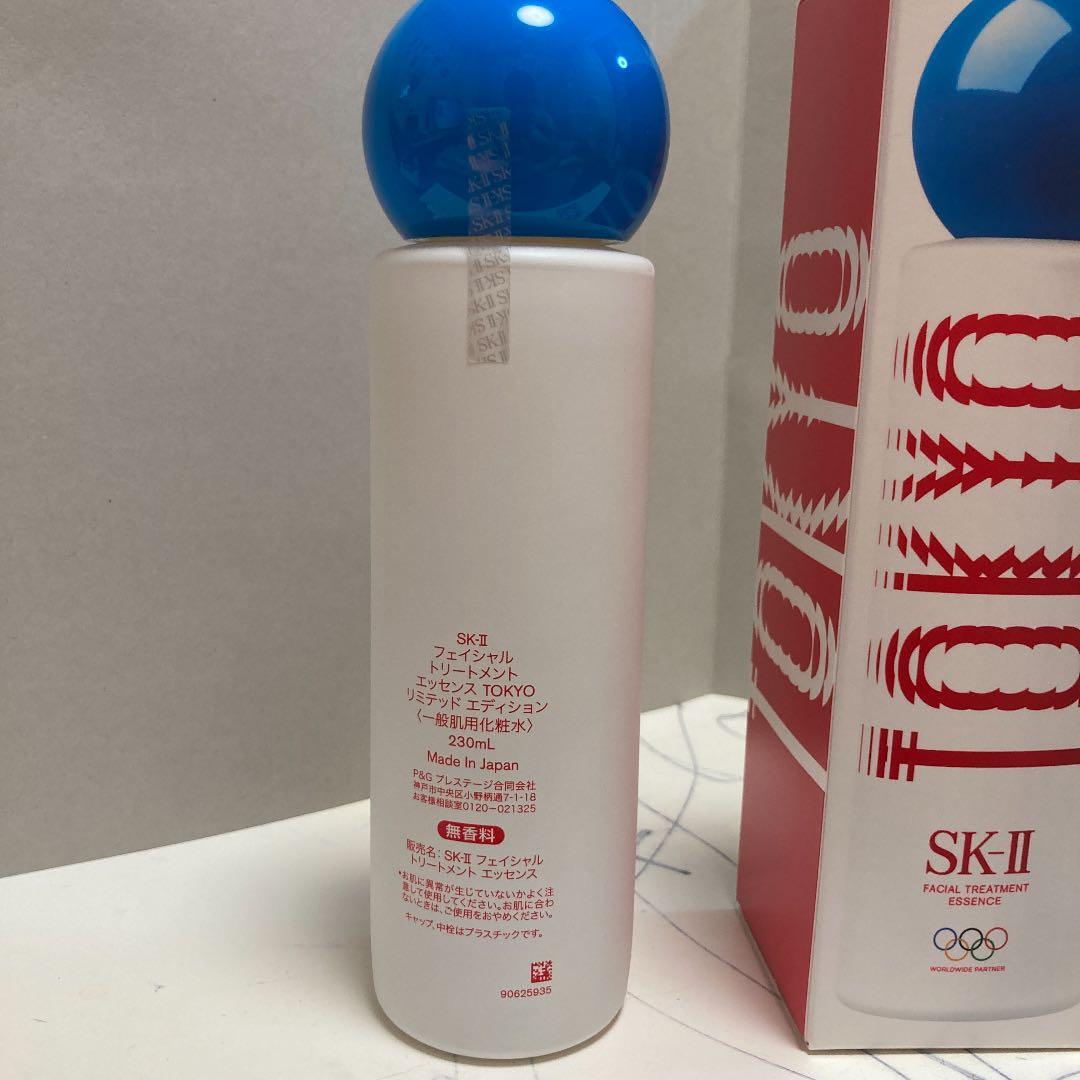 SK-II
フェイシャル
トリートメント
エッセンス TOKYO
リミテッド エディション
〈一般肌用化粧水〉
230mL
Made In Japan
P&G プレステージ合同会社
神戸市中央区小野柄通7-1-18
お客様相談室0120-021325
無香料
販売名: SK-II フェイシャル
トリートメント エッセンス
*お肌に異常が生じていないかよく注
意して使用してください。お肌に合わ
ないときは、ご使用をおやめください。
キャップ、中栓はプラスチックです。
90625935
TOKYO
TOKYO
SK-II
FACIAL TREATMENT
ESSENCE
WORLDWIDE PARTNER